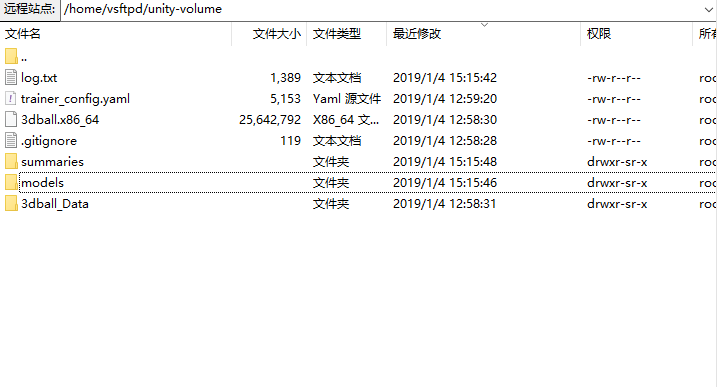 远程站点: /home/vsftpd/unity-volume
文件名 文件大小 文件类型 最近修改 权限 所有
..
log.txt 1,389 文本文档 2019/1/4 15:15:42 -rw-r--r-- roo
trainer_config.yaml 5,153 Yaml 源文件 2019/1/4 12:59:20 -rw-r--r-- roo
3dball.x86_64 25,642,792 X86_64 文... 2019/1/4 12:58:30 -rw-r--r-- roo
.gitignore 119 文本文档 2019/1/4 12:58:28 -rw-r--r-- roo
summaries 文件夹 2019/1/4 15:15:48 drwxr-sr-x roo
models 文件夹 2019/1/4 15:15:46 drwxr-sr-x roo
3dball_Data 文件夹 2019/1/4 12:58:31 drwxr-sr-x roo